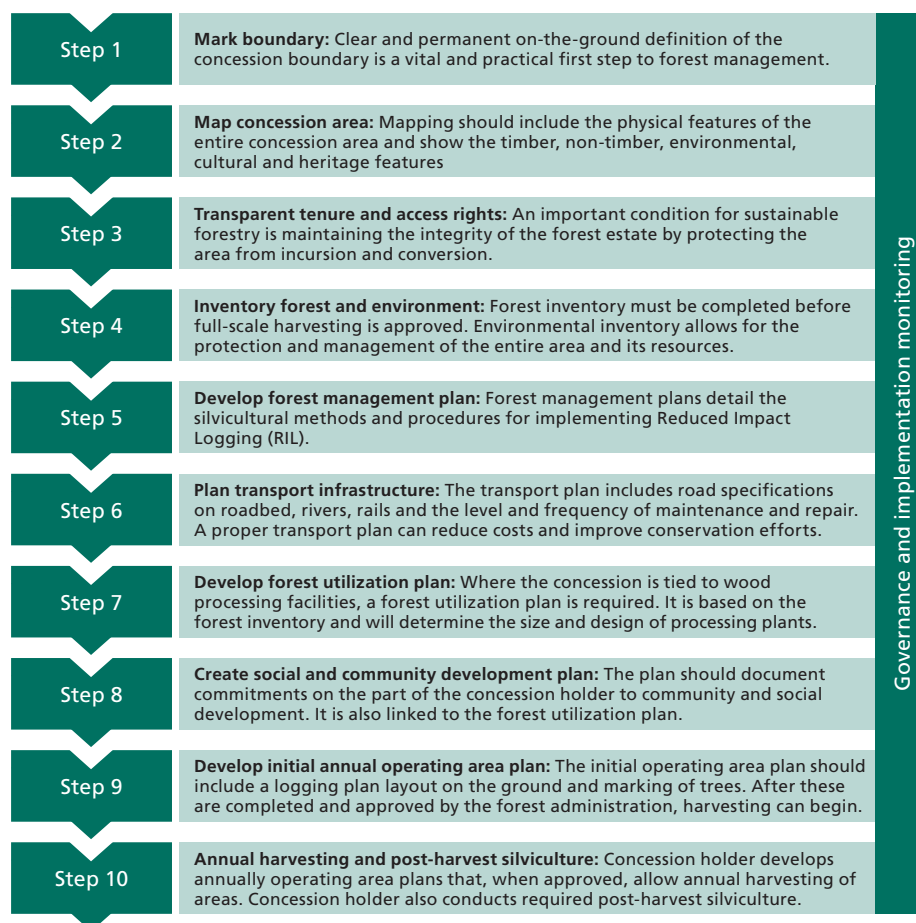 Step 1
Mark boundary: Clear and permanent on-the-ground definition of the
concession boundary is a vital and practical first step to forest management.
Step 2
Map concession area: Mapping should include the physical features of the
entire concession area and show the timber, non-timber, environmental,
cultural and heritage features
Step 3
Transparent tenure and access rights: An important condition for sustainable
forestry is maintaining the integrity of the forest estate by protecting the
area from incursion and conversion.
Step 4
Inventory forest and environment: Forest inventory must be completed before
full-scale harvesting is approved. Environmental inventory allows for the
protection and management of the entire area and its resources.
Step 5
Develop forest management plan: Forest management plans detail the
silvicultural methods and procedures for implementing Reduced Impact
Logging (RIL).
Step 6
Plan transport infrastructure: The transport plan includes road specifications
on roadbed, rivers, rails and the level and frequency of maintenance and repair.
A proper transport plan can reduce costs and improve conservation efforts.
Step 7
Develop forest utilization plan: Where the concession is tied to wood
processing facilities, a forest utilization plan is required. It is based on the
forest inventory and will determine the size and design of processing plants.
Step 8
Create social and community development plan: The plan should document
commitments on the part of the concession holder to community and social
development. It is also linked to the forest utilization plan.
Step 9
Develop initial annual operating area plan: The initial operating area plan should
include a logging plan layout on the ground and marking of trees. After these
are completed and approved by the forest administration, harvesting can begin.
Step 10
Annual harvesting and post-harvest silviculture: Concession holder develops
annually operating area plans that, when approved, allow annual harvesting of
areas. Concession holder also conducts required post-harvest silviculture.
Governance and implementation monitoring